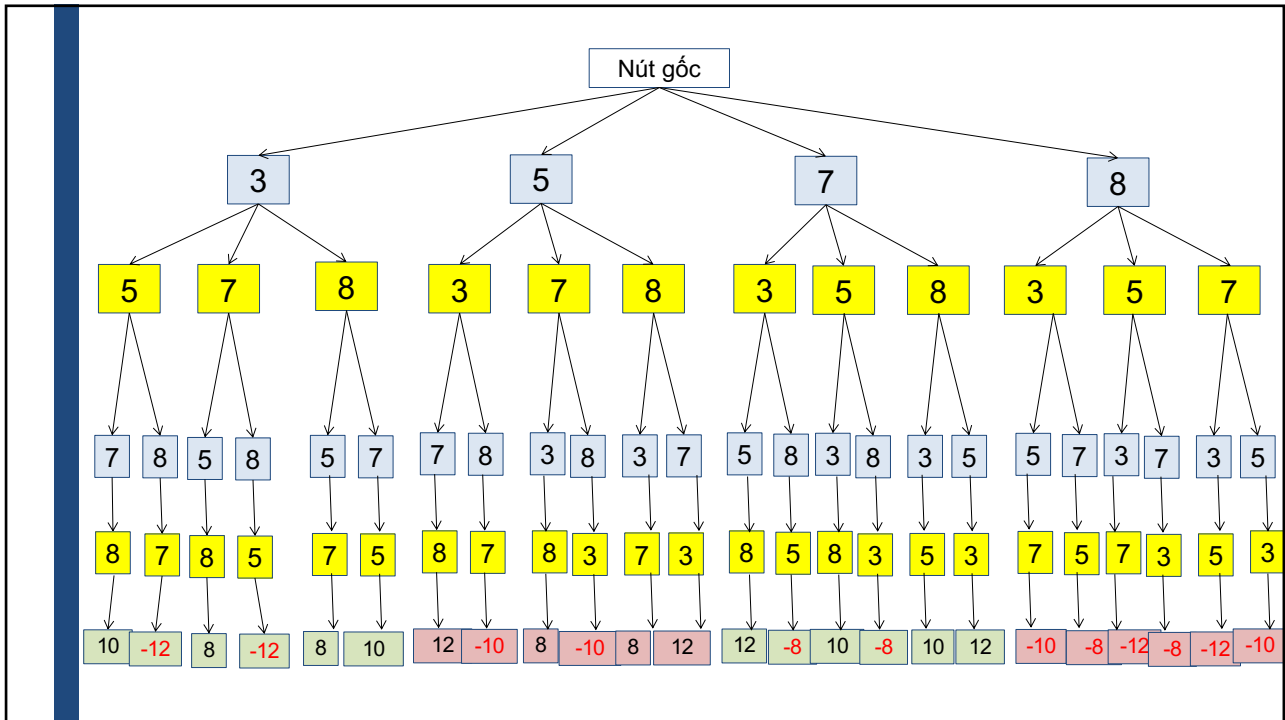 Nút gốc
3 5 7 8
5 7 8 3 7 8 3 5 8 3 5 7
7 8 5 8 5 7 7 8 3 8 3 7 5 8 3 8 3 5 5 7 3 7 3 5
8 7 8 5 7 5 8 7 8 3 7 3 8 5 8 3 5 3 7 5 7 3 5 3
10 -12 8 -12 8 10 12 -10 8 -10 8 12 12 -8 10 -8 10 12 -10 -8 -12 -8 -12 -10